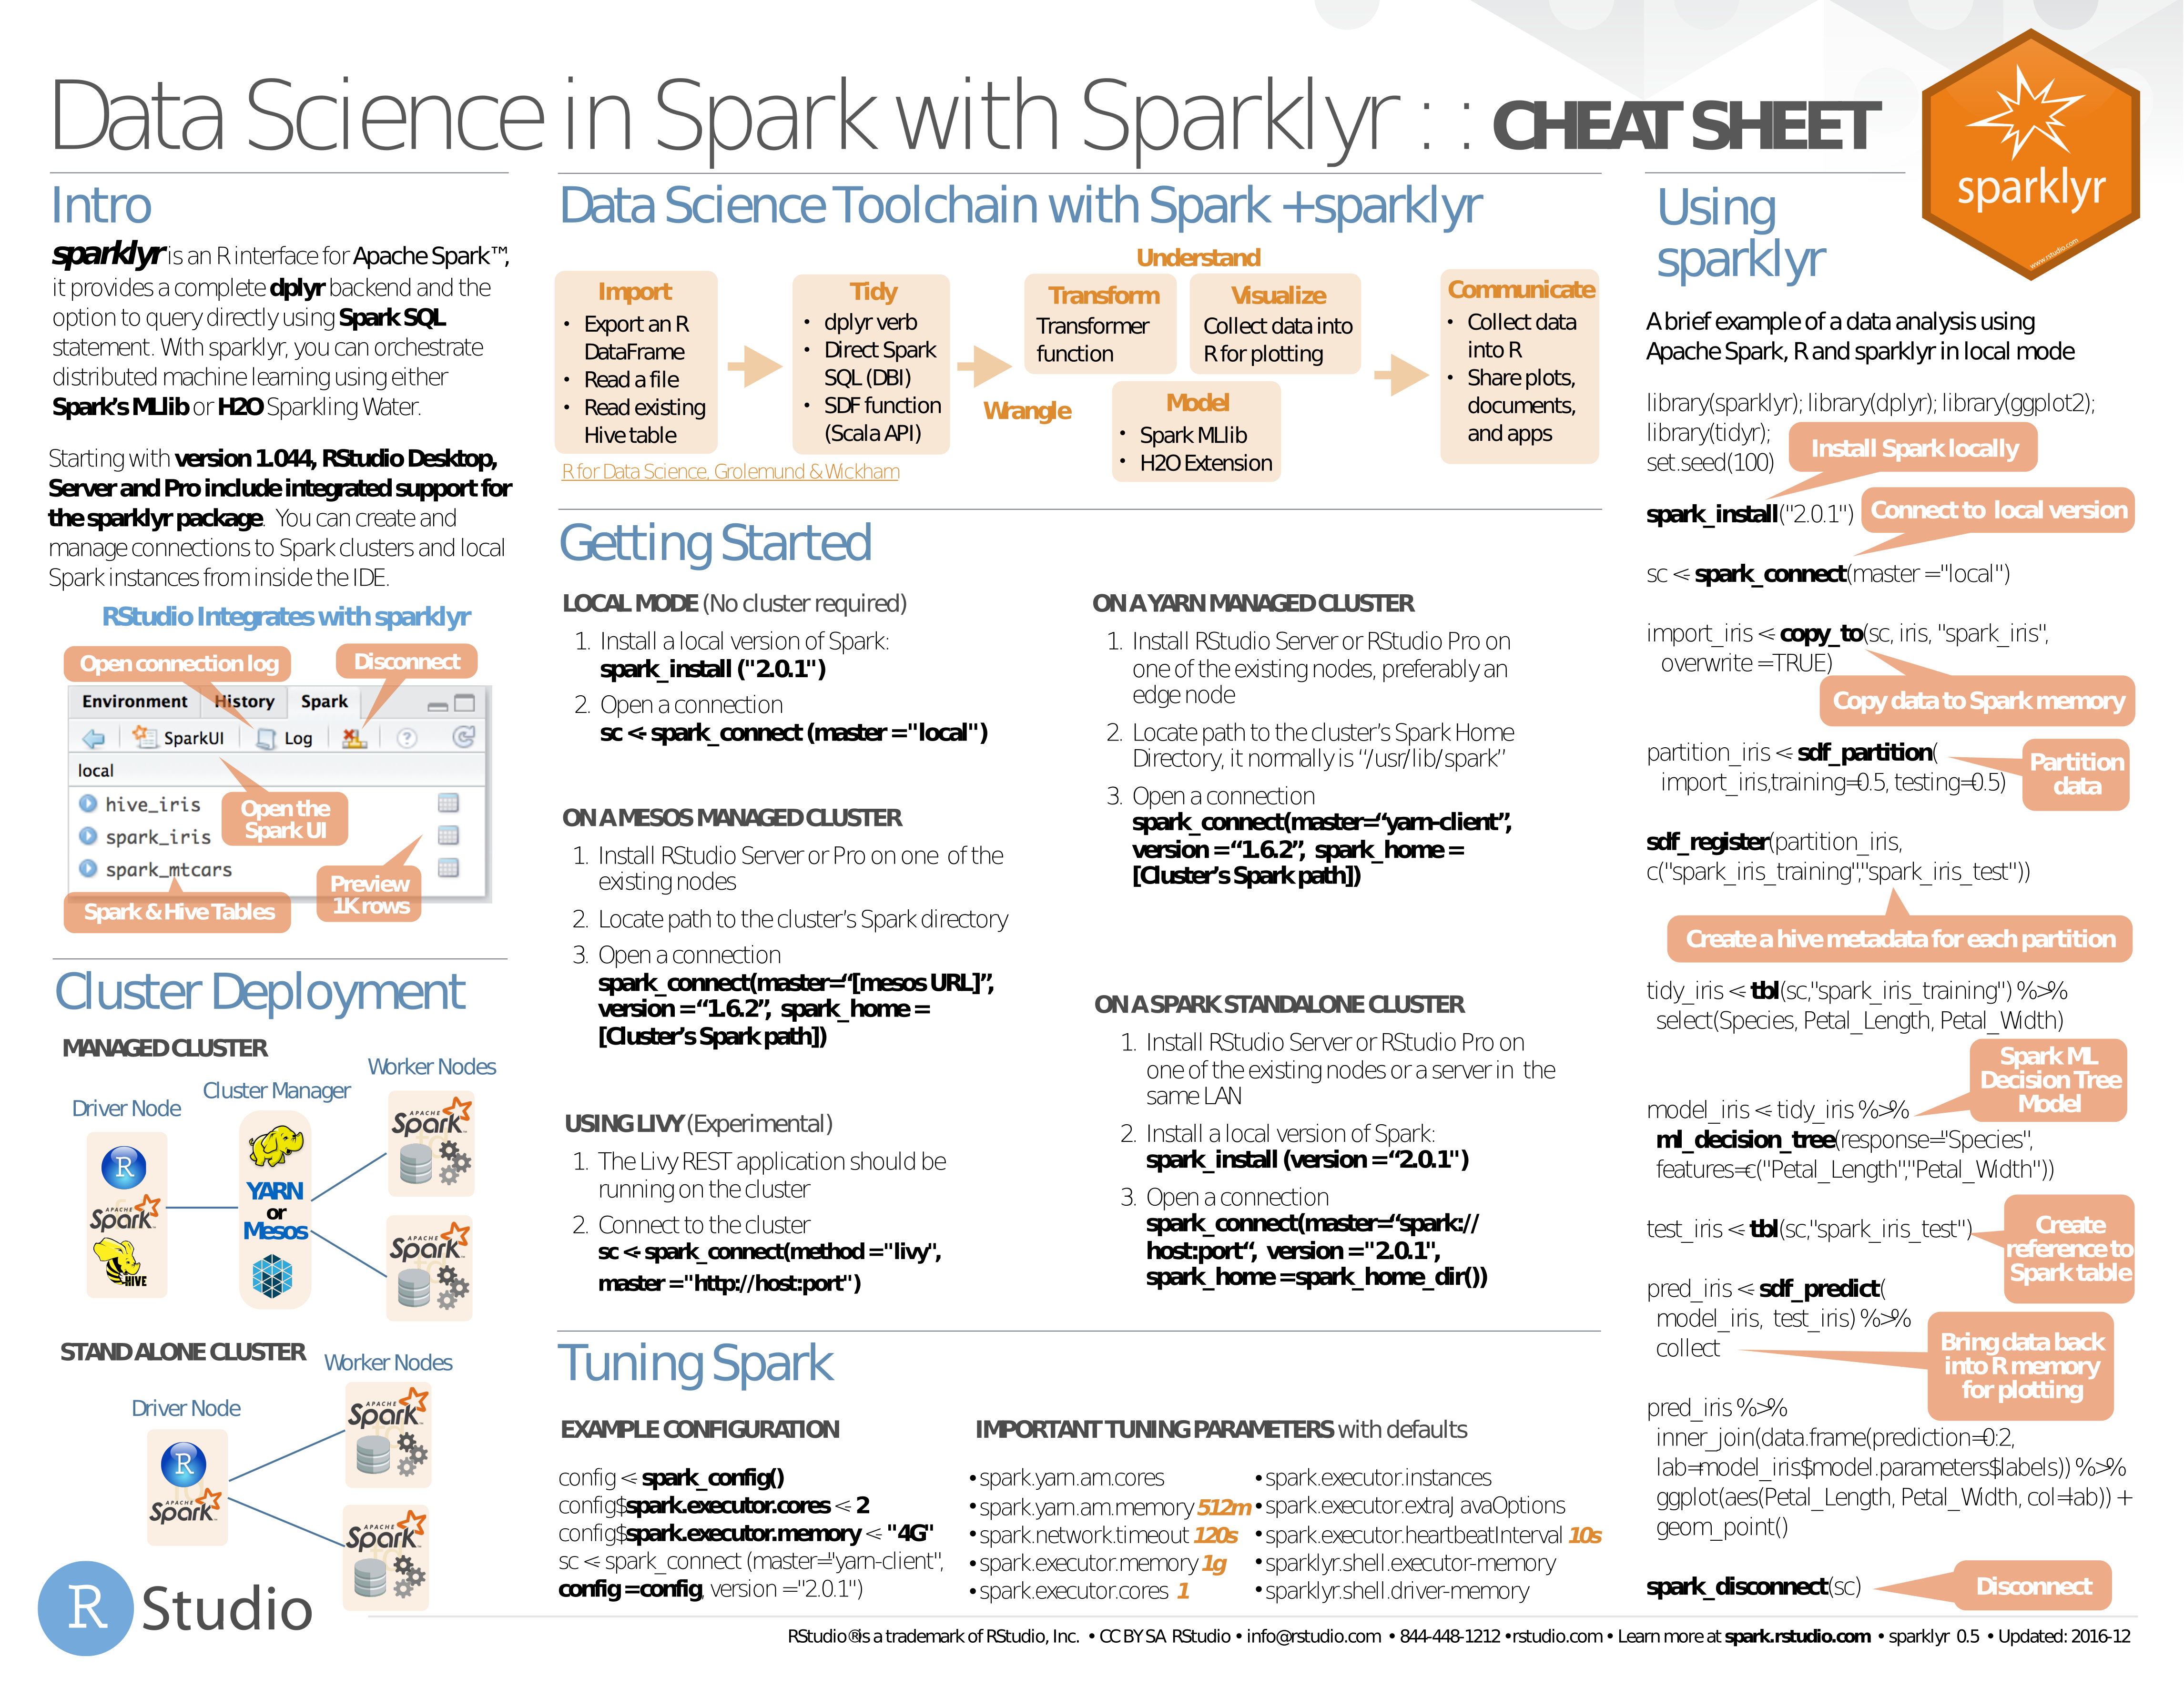 Data Science in Spark with Sparklyr : : CHEAT SHEET
sparklyr
www.rstudio.com
Intro
sparklyr is an R interface for Apache Spark™,
it provides a complete dplyr backend and the
option to query directly using Spark SQL
statement. With sparklyr, you can orchestrate
distributed machine learning using either
Spark's MLlib or H2O Sparkling Water.
Starting with version 1.044, RStudio Desktop,
Server and Pro include integrated support for
the sparklyr package. You can create and
manage connections to Spark clusters and local
Spark instances from inside the IDE.
RStudio Integrates with sparklyr
Open connection log
Disconnect
Environment History Spark
SparkUI Log
local
hive_iris
spark_iris
spark_mtcars
Open the
Spark UI
Preview
1K rows
Spark & Hive Tables
Cluster Deployment
MANAGED CLUSTER
Driver Node
Cluster Manager
Worker Nodes
R
APACHE
Spark
HIVE
YARN
or
Mesos
APACHE
Spark
APACHE
Spark
STAND ALONE CLUSTER
Worker Nodes
Driver Node
R
APACHE
Spark
APACHE
Spark
APACHE
Spark
R Studio
Data Science Toolchain with Spark + sparklyr
Import
• Export an R
DataFrame
• Read a file
• Read existing
Hive table
Tidy
• dplyr verb
• Direct Spark
SQL (DBI)
• SDF function
(Scala API)
Understand
Transform
Transformer
function
Visualize
Collect data into
R for plotting
Wrangle
Model
• Spark MLlib
• H2O Extension
Communicate
• Collect data
into R
• Share plots,
documents,
and apps
R for Data Science, Grolemund & Wickham
Getting Started
LOCAL MODE (No cluster required)
1. Install a local version of Spark:
spark_install ("2.0.1")
2. Open a connection
sc <- spark_connect (master = "local")
ON A MESOS MANAGED CLUSTER
1. Install RStudio Server or Pro on one of the
existing nodes
2. Locate path to the cluster's Spark directory
3. Open a connection
spark_connect(master=“[mesos URL]”,
version = “1.6.2”, spark_home =
[Cluster's Spark path])
USING LIVY (Experimental)
1. The Livy REST application should be
running on the cluster
2. Connect to the cluster
sc <- spark_connect(method = "livy",
master = "http://host:port")
ON A YARN MANAGED CLUSTER
1. Install RStudio Server or RStudio Pro on
one of the existing nodes, preferably an
edge node
2. Locate path to the cluster's Spark Home
Directory, it normally is “/usr/lib/spark”
3. Open a connection
spark_connect(master=“yarn-client”,
version = “1.6.2”, spark_home =
[Cluster's Spark path])
ON A SPARK STANDALONE CLUSTER
1. Install RStudio Server or RStudio Pro on
one of the existing nodes or a server in the
same LAN
2. Install a local version of Spark:
spark_install (version = “2.0.1")
3. Open a connection
spark_connect(master=“spark://
host:port“, version = "2.0.1",
spark_home = spark_home_dir())
Tuning Spark
EXAMPLE CONFIGURATION
config <- spark_config()
config$spark.executor.cores <- 2
config$spark.executor.memory <- "4G"
sc <- spark_connect (master="yarn-client",
config = config, version = "2.0.1")
IMPORTANT TUNING PARAMETERS with defaults
• spark.yarn.am.cores
• spark.yarn.am.memory 512m
• spark.network.timeout 120s
• spark.executor.memory 1g
• spark.executor.cores 1
• spark.executor.instances
• spark.executor.extraJavaOptions
• spark.executor.heartbeatInterval 10s
• sparklyr.shell.executor-memory
• sparklyr.shell.driver-memory
Using
sparklyr
A brief example of a data analysis using
Apache Spark, R and sparklyr in local mode
library(sparklyr); library(dplyr); library(ggplot2);
library(tidyr);
set.seed(100)
Install Spark locally
spark_install("2.0.1")
Connect to local version
sc <- spark_connect(master = "local")
import_iris <- copy_to(sc, iris, "spark_iris",
overwrite = TRUE)
Copy data to Spark memory
partition_iris <- sdf_partition(
import_iris,training=0.5, testing=0.5)
Partition
data
sdf_register(partition_iris,
c("spark_iris_training","spark_iris_test"))
Create a hive metadata for each partition
tidy_iris <- tbl(sc,"spark_iris_training") %>%
select(Species, Petal_Length, Petal_Width)
Spark ML
Decision Tree
Model
model_iris <- tidy_iris %>%
ml_decision_tree(response="Species",
features=c("Petal_Length","Petal_Width"))
test_iris <- tbl(sc,"spark_iris_test")
Create
reference to
Spark table
pred_iris <- sdf_predict(
model_iris, test_iris) %>%
collect
Bring data back
into R memory
for plotting
pred_iris %>%
inner_join(data.frame(prediction=0:2,
lab=model_iris$model.parameters$labels)) %>%
ggplot(aes(Petal_Length, Petal_Width, col=lab)) +
geom_point()
spark_disconnect(sc)
Disconnect
RStudio® is a trademark of RStudio, Inc. • CC BY SA RStudio • info@rstudio.com • 844-448-1212 • rstudio.com • Learn more at spark.rstudio.com • sparklyr 0.5 • Updated: 2016-12